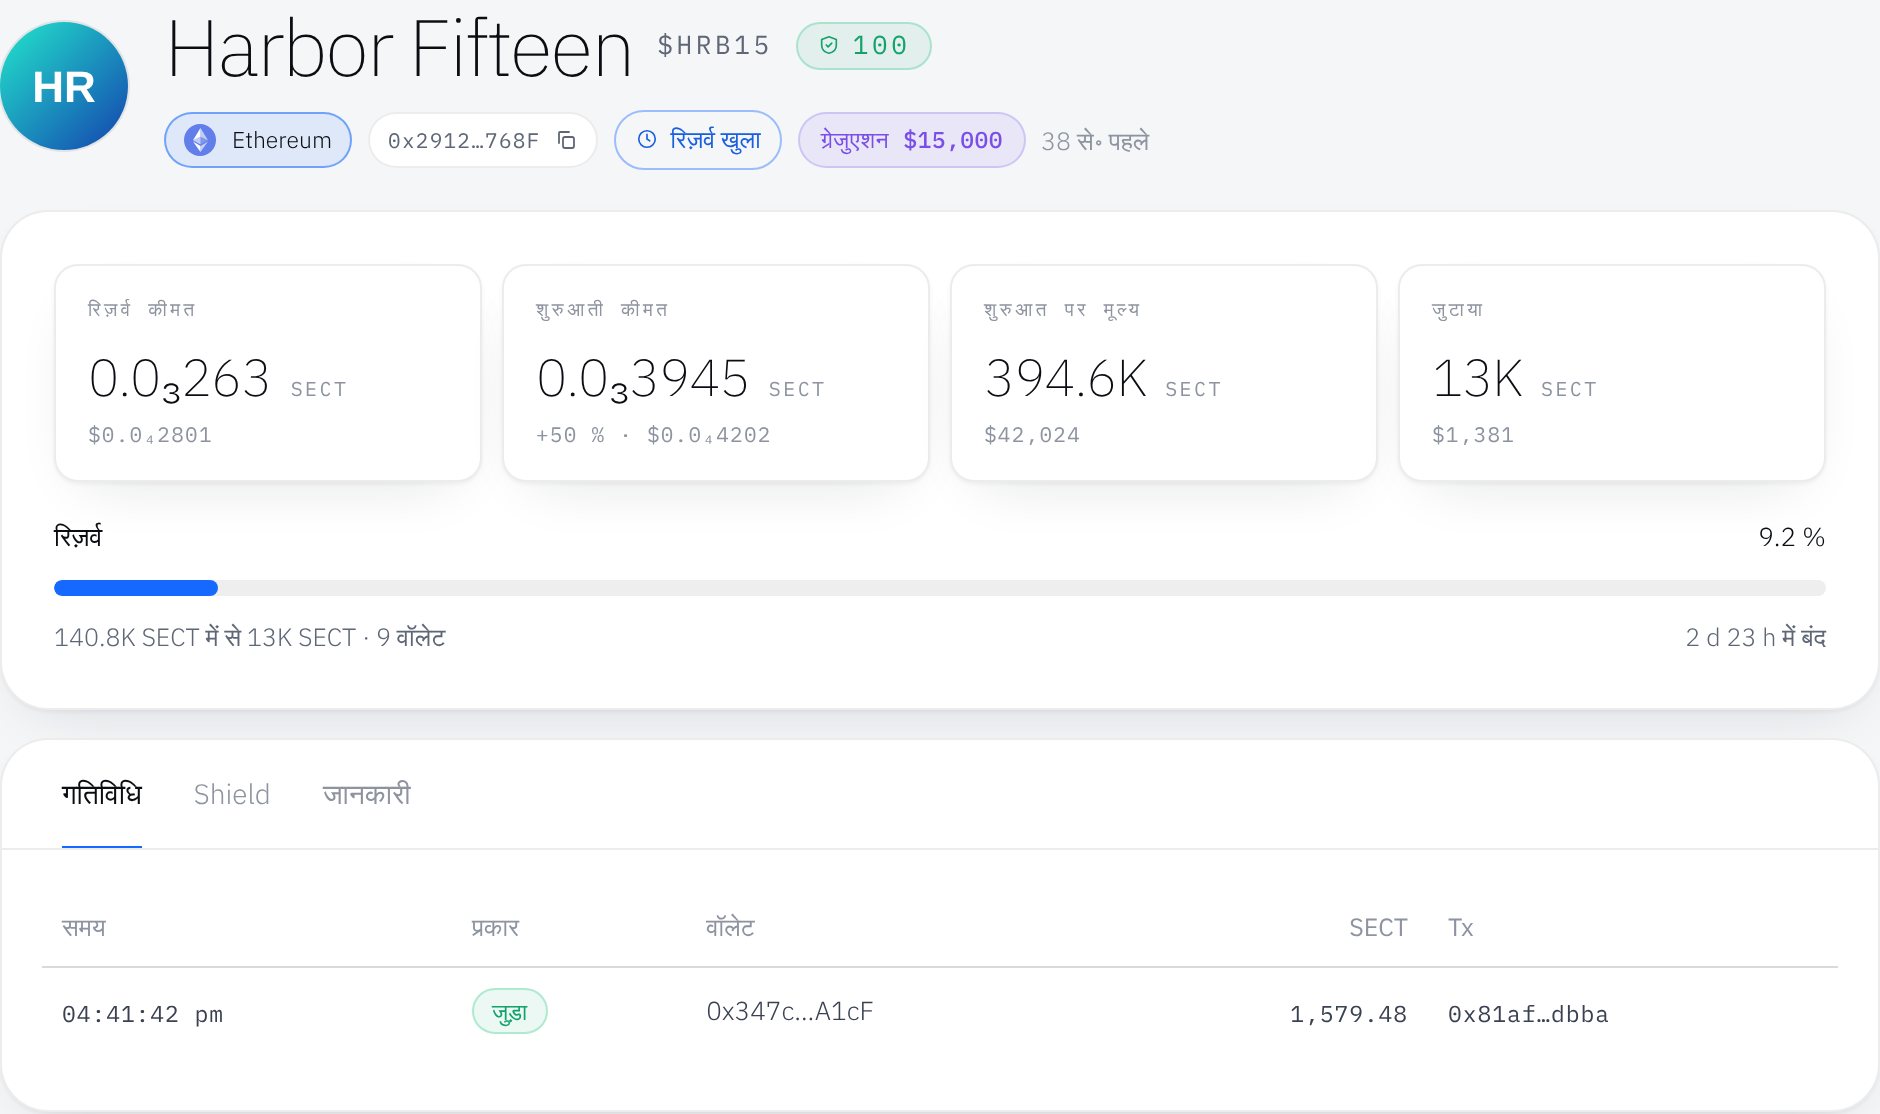 HR
Harbor Fifteen $HRB15 100
Ethereum 0x2912…768F रिज़र्व खुला ग्रेजुएशन $15,000 38 से॰ पहले
रिज़र्व कीमत
0.0₃263 SECT
$0.0₄2801
शुरुआती कीमत
0.0₃3945 SECT
+50 % · $0.0₄4202
शुरुआत पर मूल्य
394.6K SECT
$42,024
जुटाया
13K SECT
$1,381
रिज़र्व 9.2 %
140.8K SECT में से 13K SECT · 9 वॉलेट 2 d 23 h में बंद
गतिविधि Shield जानकारी
समय प्रकार वॉलेट SECT Tx
04:41:42 pm जुड़ा 0x347c...A1cF 1,579.48 0x81af…dbba